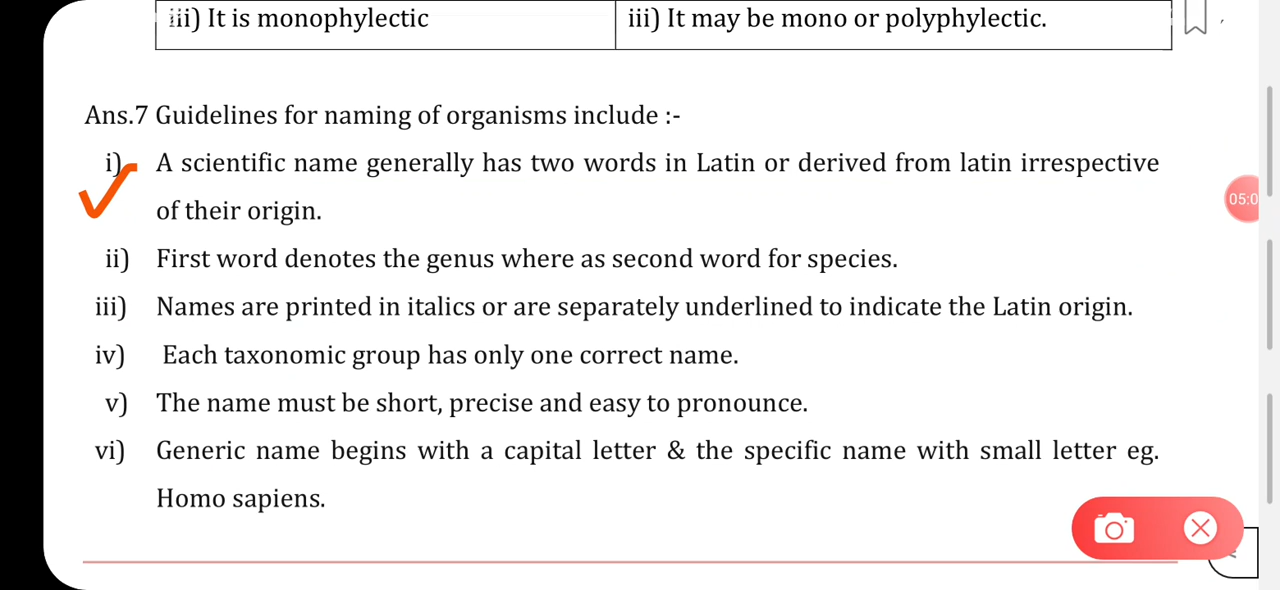 iii) It is monophylectic
iii) It may be mono or polyphylectic.
Ans.7 Guidelines for naming of organisms include :-
i) A scientific name generally has two words in Latin or derived from latin irrespective
of their origin.
ii) First word denotes the genus where as second word for species.
iii) Names are printed in italics or are separately underlined to indicate the Latin origin.
iv) Each taxonomic group has only one correct name.
v) The name must be short, precise and easy to pronounce.
vi) Generic name begins with a capital letter & the specific name with small letter eg.
Homo sapiens.
05:0